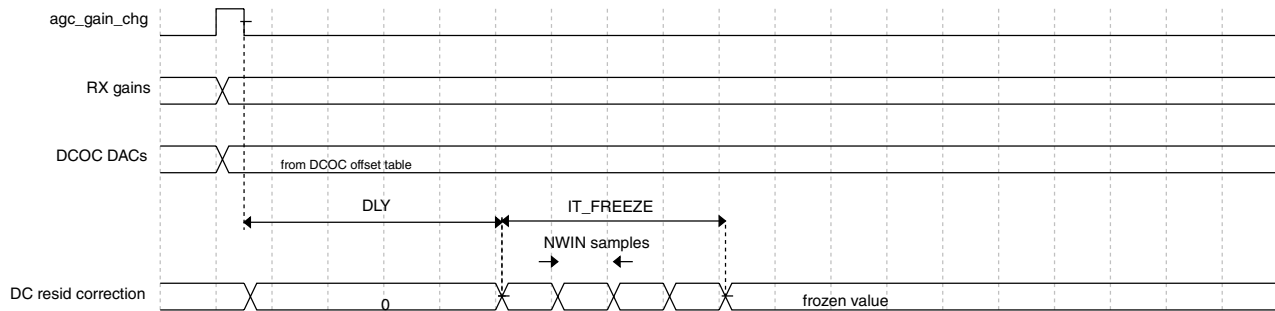 agc_gain_chg
RX gains
DCOC DACs
from DCOC offset table
DLY
IT_FREEZE
NWIN samples
DC resid correction
0
frozen value